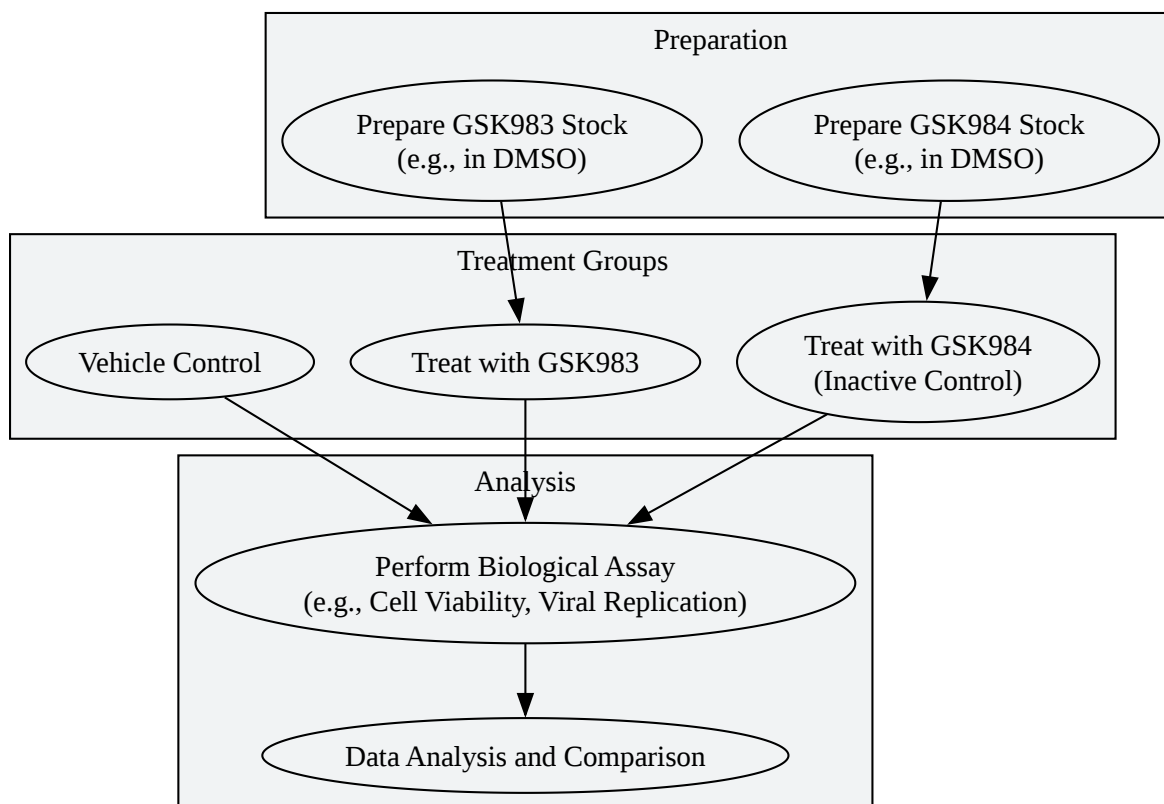 Preparation
Prepare GSK983 Stock
(e.g., in DMSO)
Prepare GSK984 Stock
(e.g., in DMSO)
Treatment Groups
Vehicle Control
Treat with GSK983
Treat with GSK984
(Inactive Control)
Analysis
Perform Biological Assay
(e.g., Cell Viability, Viral Replication)
Data Analysis and Comparison